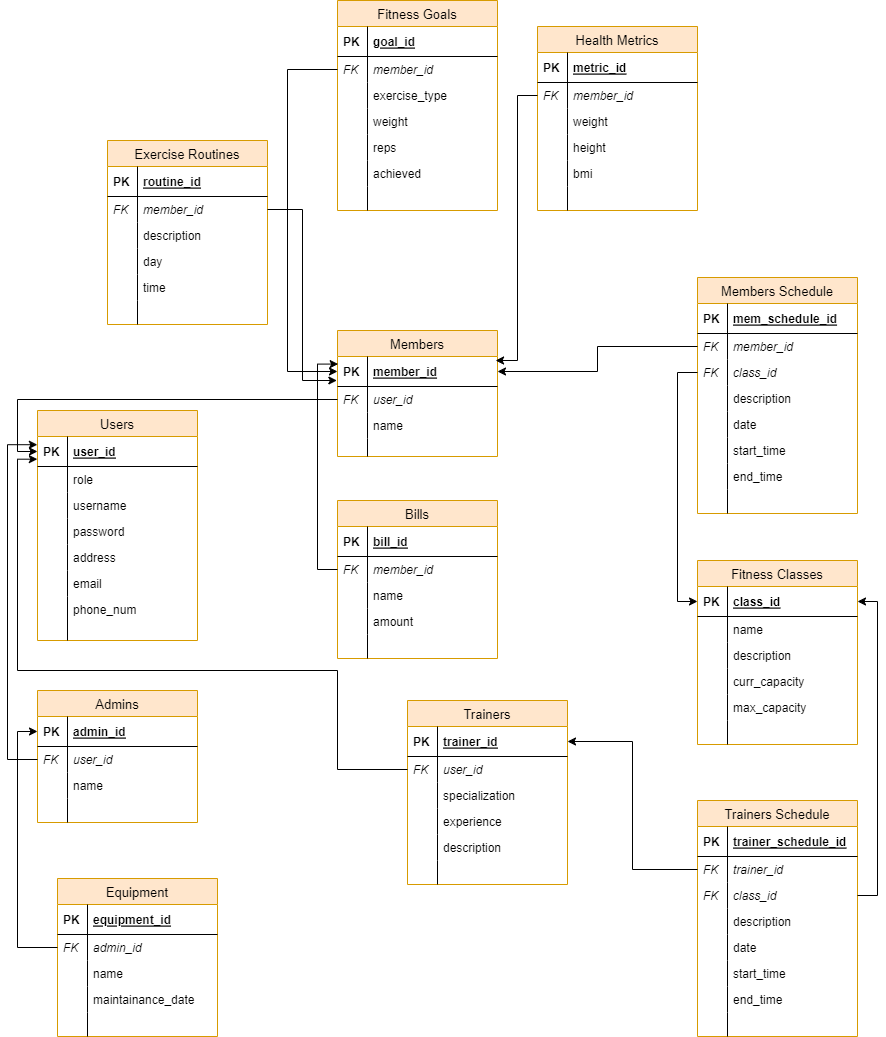 Fitness Goals
PK goal_id
FK member_id
exercise_type
weight
reps
achieved
Health Metrics
PK metric_id
FK member_id
weight
height
bmi
Exercise Routines
PK routine_id
FK member_id
description
day
time
Members Schedule
PK mem_schedule_id
FK member_id
FK class_id
description
date
start_time
end_time
Members
PK member_id
FK user_id
name
Users
PK user_id
role
username
password
address
email
phone_num
Bills
PK bill_id
FK member_id
name
amount
Fitness Classes
PK class_id
name
description
curr_capacity
max_capacity
Admins
PK admin_id
FK user_id
name
Trainers
PK trainer_id
FK user_id
specialization
experience
description
Trainers Schedule
PK trainer_schedule_id
FK trainer_id
FK class_id
description
date
start_time
end_time
Equipment
PK equipment_id
FK admin_id
name
maintainance_date